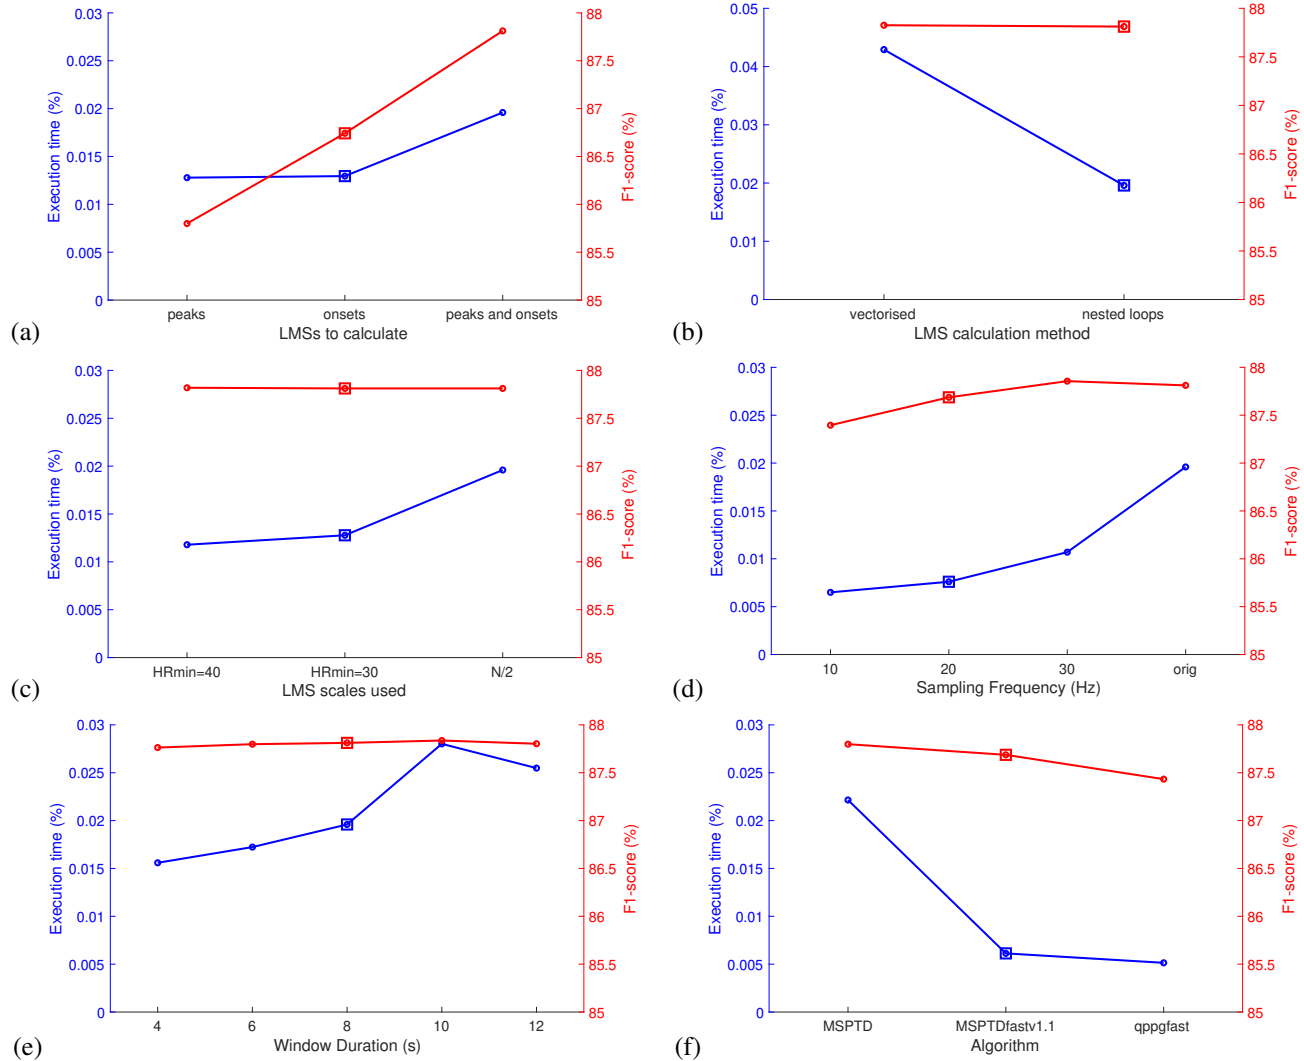 0.03
0.025
0.02
0.015
0.01
0.005
0
Execution time (%)
88
87.5
87
86.5
86
85.5
85
F1-score (%)
peaks
onsets
peaks and onsets
LMSs to calculate
(a)
0.05
0.04
0.03
0.02
0.01
0
Execution time (%)
88
87.5
87
86.5
86
85.5
85
F1-score (%)
vectorised
nested loops
LMS calculation method
(b)
0.03
0.025
0.02
0.015
0.01
0.005
0
Execution time (%)
88
87.5
87
86.5
86
85.5
85
F1-score (%)
HRmin=40
HRmin=30
N/2
LMS scales used
(c)
0.03
0.025
0.02
0.015
0.01
0.005
0
Execution time (%)
88
87.5
87
86.5
86
85.5
85
F1-score (%)
10
20
30
orig
Sampling Frequency (Hz)
(d)
0.03
0.025
0.02
0.015
0.01
0.005
0
Execution time (%)
88
87.5
87
86.5
86
85.5
85
F1-score (%)
4
6
8
10
12
Window Duration (s)
(e)
0.03
0.025
0.02
0.015
0.01
0.005
0
Execution time (%)
88
87.5
87
86.5
86
85.5
85
F1-score (%)
MSPTD
MSPTDfastv1.1
qppgfast
Algorithm
(f)